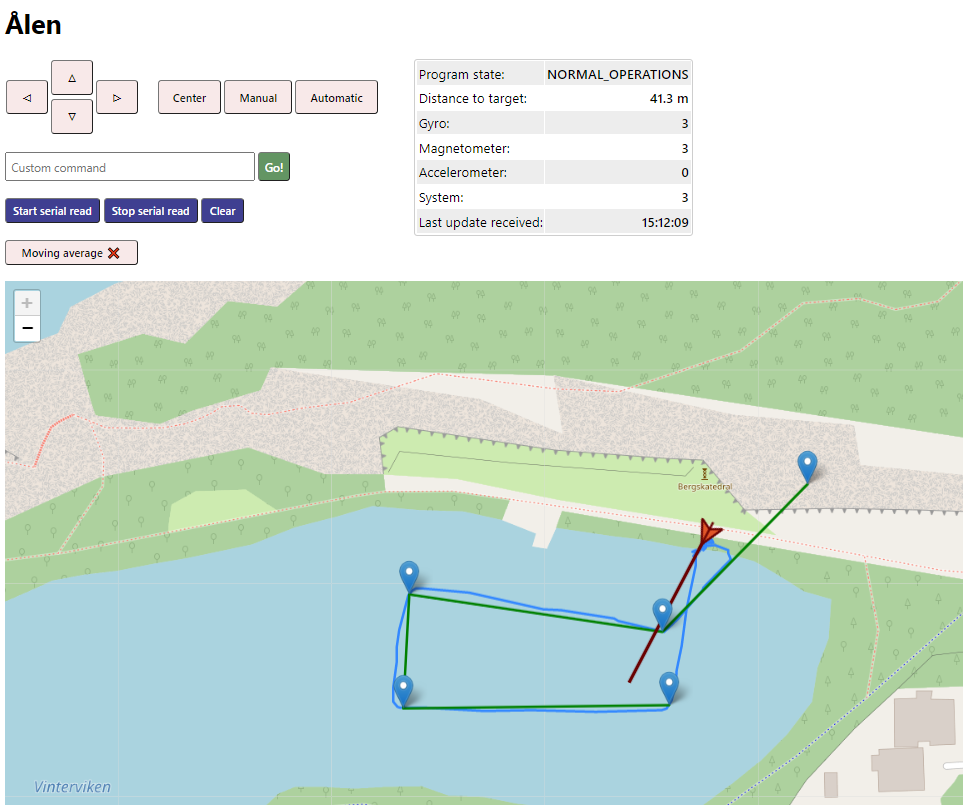 Ålen
Center
Manual
Automatic
Custom command
Go!
Start serial read
Stop serial read
Clear
Moving average ❌
Program state: NORMAL_OPERATIONS
Distance to target: 41.3 m
Gyro: 3
Magnetometer: 3
Accelerometer: 0
System: 3
Last update received: 15:12:09
+
−
Bergskatedral
Vinterviken